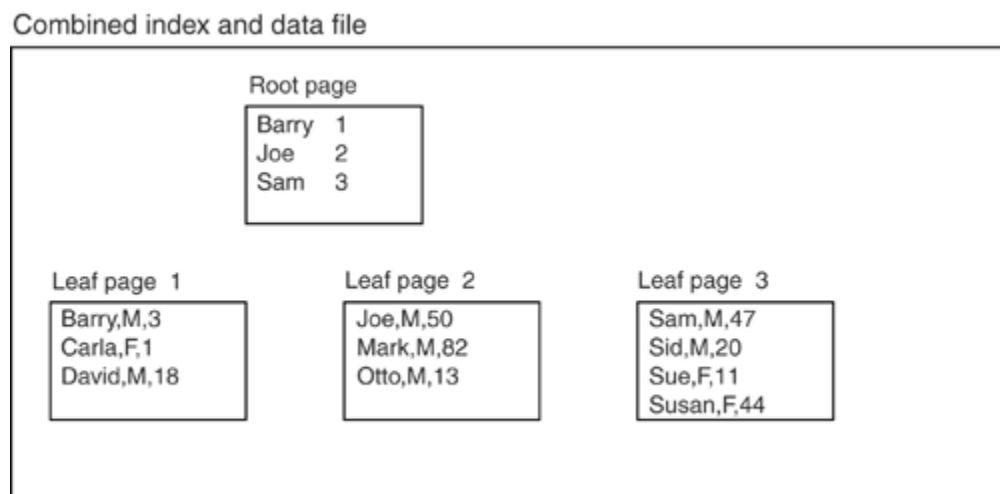 Combined index and data file
Root page
Barry 1
Joe 2
Sam 3
Leaf page 1
Barry,M,3
Carla,F,1
David,M,18
Leaf page 2
Joe,M,50
Mark,M,82
Otto,M,13
Leaf page 3
Sam,M,47
Sid,M,20
Sue,F,11
Susan,F,44